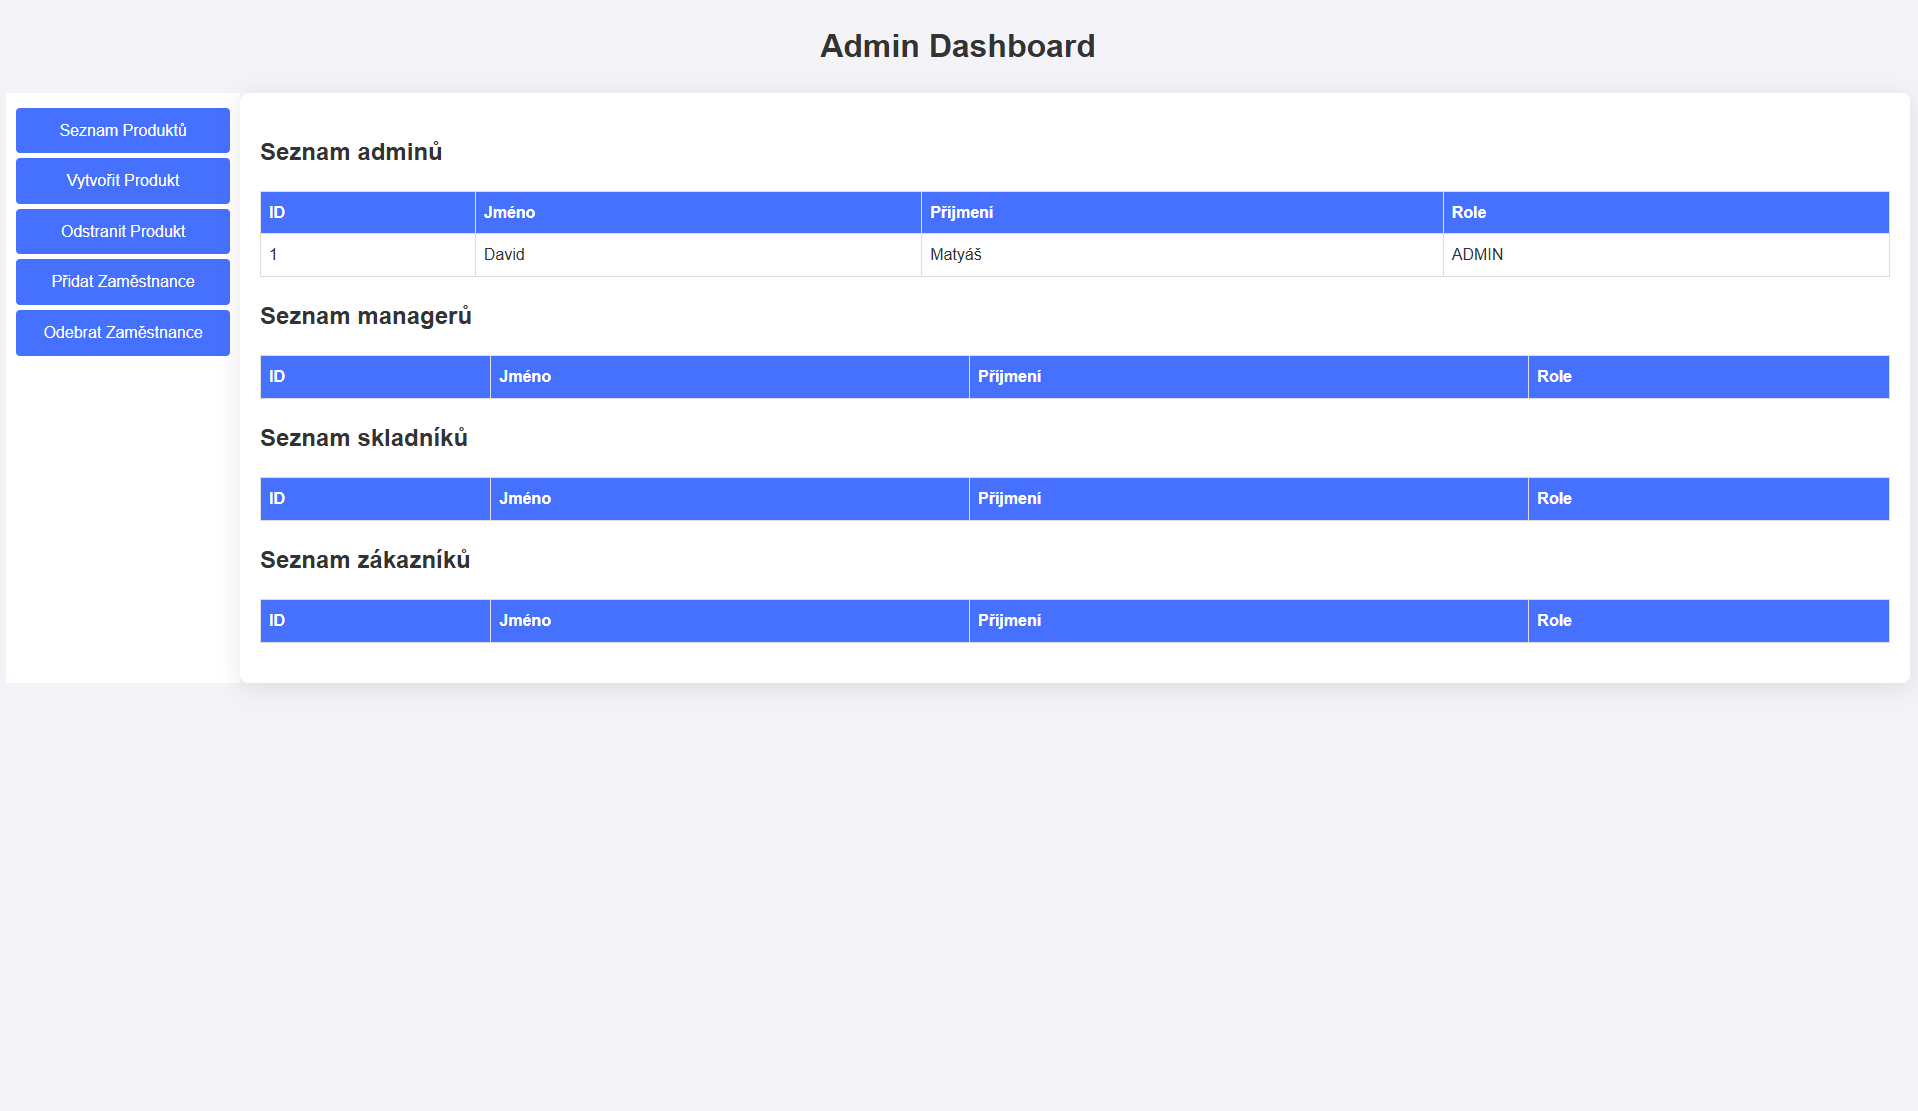 Admin Dashboard
Seznam Produktů
Vytvořit Produkt
Odstranit Produkt
Přidat Zaměstnance
Odebrat Zaměstnance
Seznam adminů
ID Jméno Příjmení Role
1 David Matyáš ADMIN
Seznam managerů
ID Jméno Příjmení Role
Seznam skladníků
ID Jméno Příjmení Role
Seznam zákazníků
ID Jméno Příjmení Role